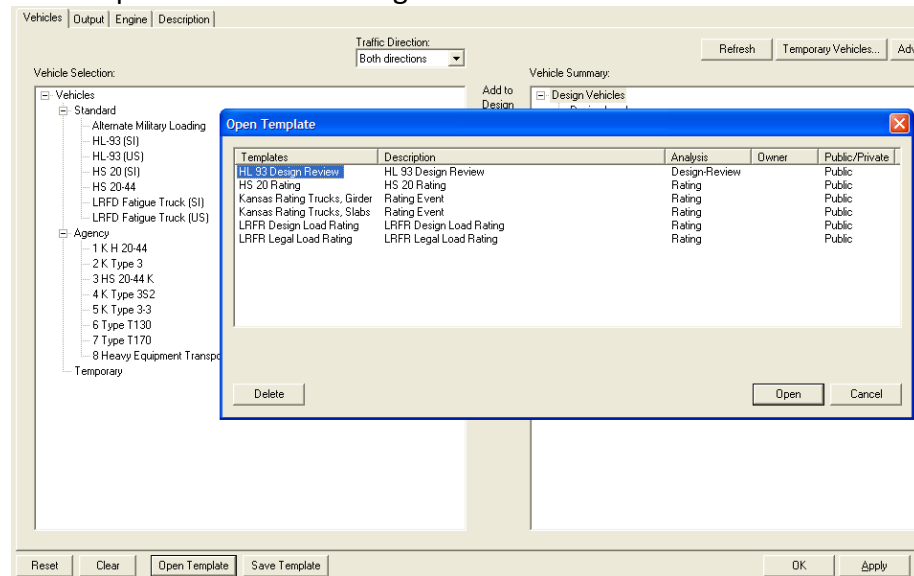 Vehicles Output Engine Description
Traffic Direction:
Both directions
Refresh Temporary Vehicles...
Vehicle Selection:
Vehicle Summary:
Vehicles
Standard
Alternate Military Loading
HL-93 (SI)
HL-93 (US)
HS 20 (SI)
HS 20-44
LRFD Fatigue Truck (SI)
LRFD Fatigue Truck (US)
Agency
1 K H 20-44
2 K Type 3
3 HS 20-44 K
4 K Type 3S2
5 K Type 3-3
6 Type T130
7 Type T170
8 Heavy Equipment Transpo
Temporary
Add to
Design
Design Vehicles
Open Template
Templates Description Analysis Owner Public/Private
HL 93 Design Review HL 93 Design Review Design-Review Public
HS 20 Rating HS 20 Rating Rating Public
Kansas Rating Trucks, Girder Rating Event Rating Public
Kansas Rating Trucks, Slabs Rating Event Rating Public
LRFR Design Load Rating LRFR Design Load Rating Rating Public
LRFR Legal Load Rating LRFR Legal Load Rating Rating Public
Delete Open Cancel
Reset Clear Open Template Save Template OK Apply